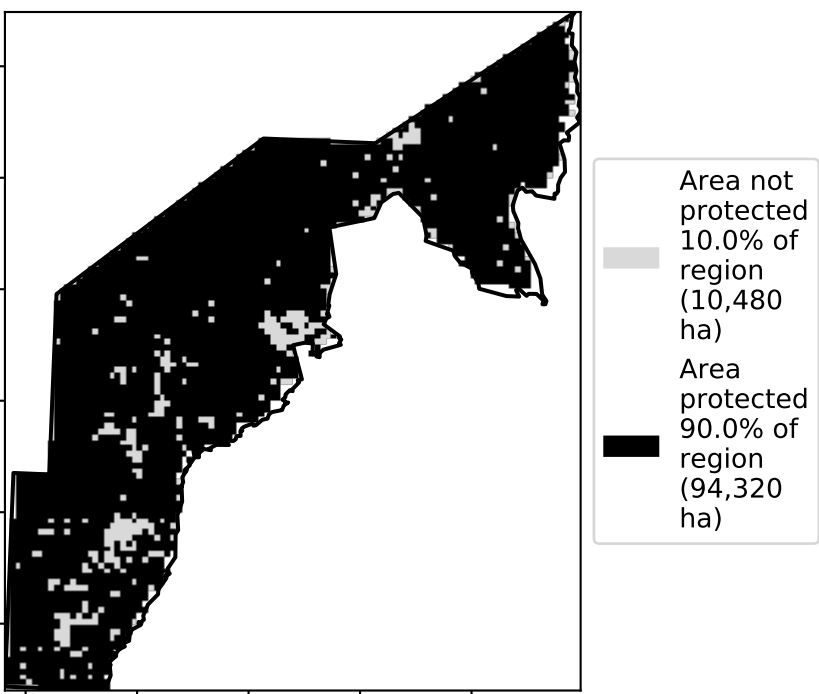 Area not
protected
10.0% of
region
(10,480
ha)
Area
protected
90.0% of
region
(94,320
ha)